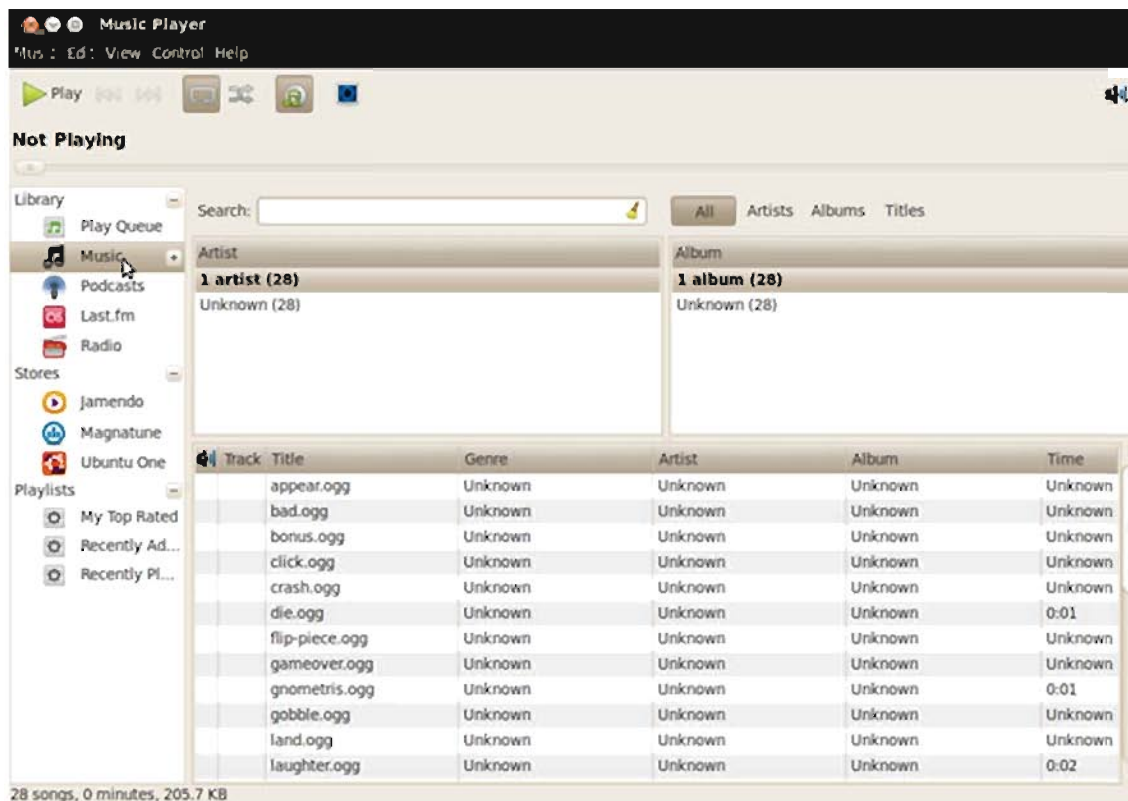 Music Player
Edit View Control Help
Play
Not Playing
Library
Play Queue
Music
Podcasts
Last.fm
Radio
Stores
Jamendo
Magnatune
Ubuntu One
Playlists
My Top Rated
Recently Ad...
Recently Pl...
Search:
All Artists Albums Titles
Artist
1 artist (28)
Unknown (28)
Album
1 album (28)
Unknown (28)
Track Title Genre Artist Album Time
appear.ogg Unknown Unknown Unknown Unknown
bad.ogg Unknown Unknown Unknown Unknown
bonus.ogg Unknown Unknown Unknown Unknown
click.ogg Unknown Unknown Unknown Unknown
crash.ogg Unknown Unknown Unknown Unknown
die.ogg Unknown Unknown Unknown 0:01
flip-piece.ogg Unknown Unknown Unknown Unknown
gameover.ogg Unknown Unknown Unknown Unknown
gnometris.ogg Unknown Unknown Unknown 0:01
gobble.ogg Unknown Unknown Unknown Unknown
land.ogg Unknown Unknown Unknown Unknown
laughter.ogg Unknown Unknown Unknown 0:02
28 songs, 0 minutes, 205.7 KB